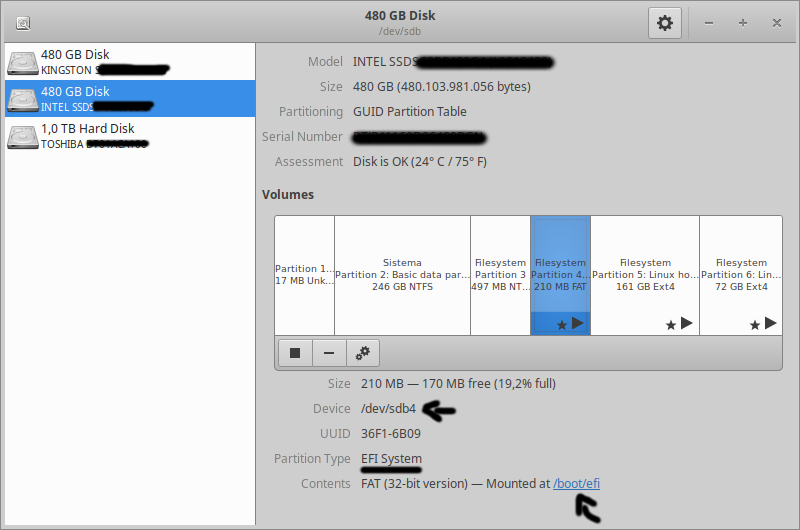 480 GB Disk
/dev/sdb
480 GB Disk
KINGSTON
480 GB Disk
INTEL SSDS
1,0 TB Hard Disk
TOSHIBA
Model INTEL SSDS
Size 480 GB (480.103.981.056 bytes)
Partitioning GUID Partition Table
Serial Number
Assessment Disk is OK (24° C / 75° F)
Volumes
Partition 1...
17 MB Unk...
Sistema
Partition 2: Basic data par...
246 GB NTFS
Filesystem
Partition 3
497 MB NT...
Filesystem
Partition 4...
210 MB FAT
Filesystem
Partition 5: Linux ho...
161 GB Ext4
Filesystem
Partition 6: Lin...
72 GB Ext4
Size 210 MB — 170 MB free (19,2% full)
Device /dev/sdb4
UUID 36F1-6B09
Partition Type EFI System
Contents FAT (32-bit version) — Mounted at /boot/efi